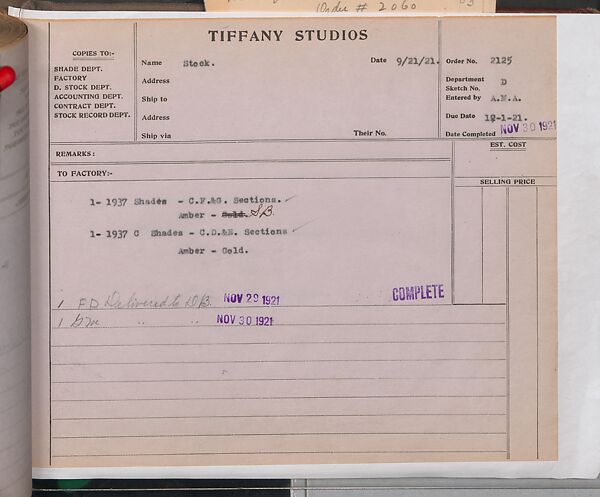 Order # 2060
TIFFANY STUDIOS
COPIES TO:-
SHADE DEPT.
FACTORY
D. STOCK DEPT.
ACCOUNTING DEPT.
CONTRACT DEPT.
STOCK RECORD DEPT.
Name Stock. Date 9/21/21.
Address
Ship to
Address
Ship via Their No.
Order No. 2125
Department D
Sketch No.
Entered by A.M.A.
Due Date 12-1-21.
Date Completed NOV 30 1921
REMARKS:
EST. COST
TO FACTORY:-
SELLING PRICE
1- 1937 Shades - C.F.&G. Sections. ✓
Amber - Gold. S.B.
1- 1937 C Shades - C.D.&E. Sections ✓
Amber - Gold.
COMPLETE
1 F D Delivered to D.B. NOV 29 1921
1 " " NOV 30 1921